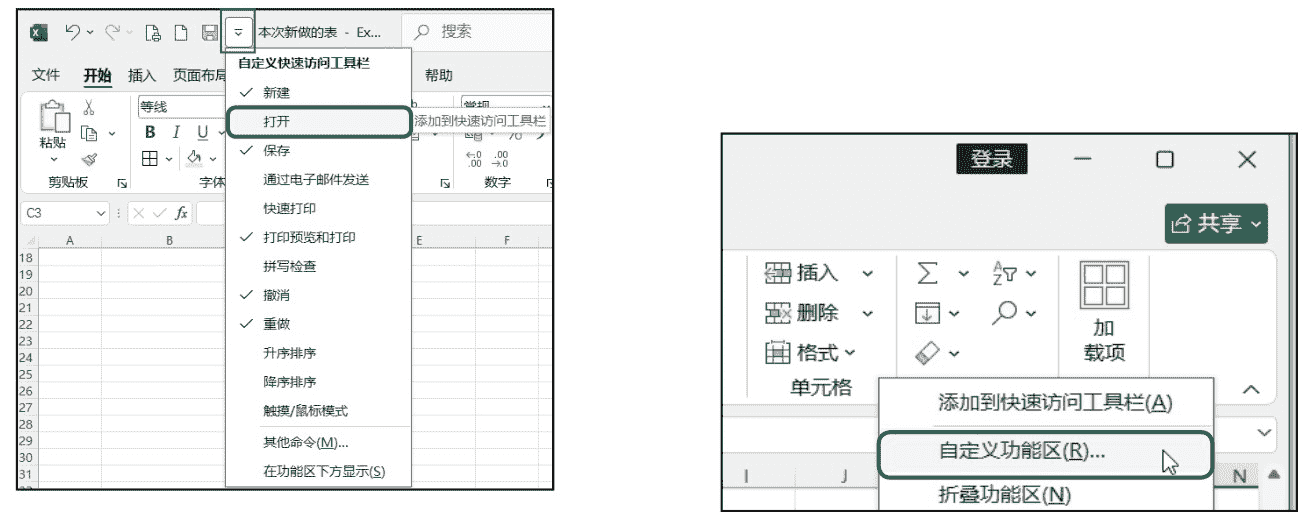 本次新做的表 - Ex...
搜索
文件 开始 插入 页面布局 帮助
自定义快速访问工具栏
新建
打开
添加到快速访问工具栏
保存
通过电子邮件发送
快速打印
打印预览和打印
拼写检查
撤消
重做
升序排序
降序排序
触摸/鼠标模式
其他命令(M)...
在功能区下方显示(S)
等线
常规
B I U
粘贴
剪贴板 字体 数字
C3 fx
A B E F
18
19
20
21
22
23
24
25
26
27
28
29
30
31
登录
共享
插入
删除
格式
单元格
加
载项
添加到快速访问工具栏(A)
自定义功能区(R)...
折叠功能区(N)
I J N